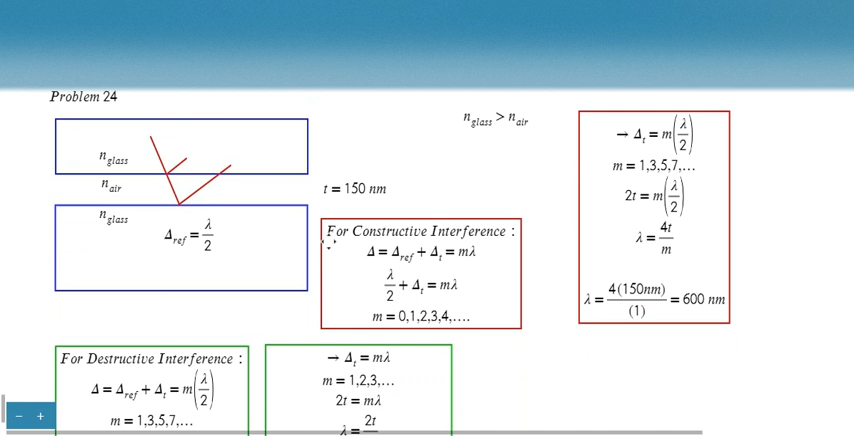 Problem 24
n_glass > n_air
n_glass
n_air
n_glass
Δ_ref = λ/2
t = 150 nm
For Constructive Interference :
Δ = Δ_ref + Δ_t = mλ
λ/2 + Δ_t = mλ
m = 0,1,2,3,4,....
→ Δ_t = m(λ/2)
m = 1,3,5,7,...
2t = m(λ/2)
λ = 4t/m
λ = 4(150nm)/(1) = 600 nm
For Destructive Interference :
Δ = Δ_ref + Δ_t = m(λ/2)
m = 1,3,5,7,...
→ Δ_t = mλ
m = 1,2,3,...
2t = mλ
λ = 2t
− +